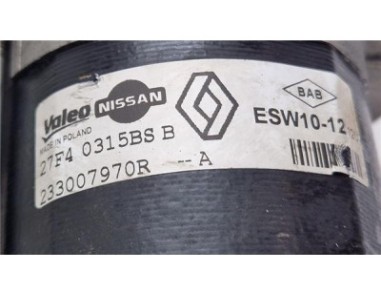 Valeo NISSAN BAB
MADE IN POLAND ESW10-12
27F4 0315BS B
233007970R -- A